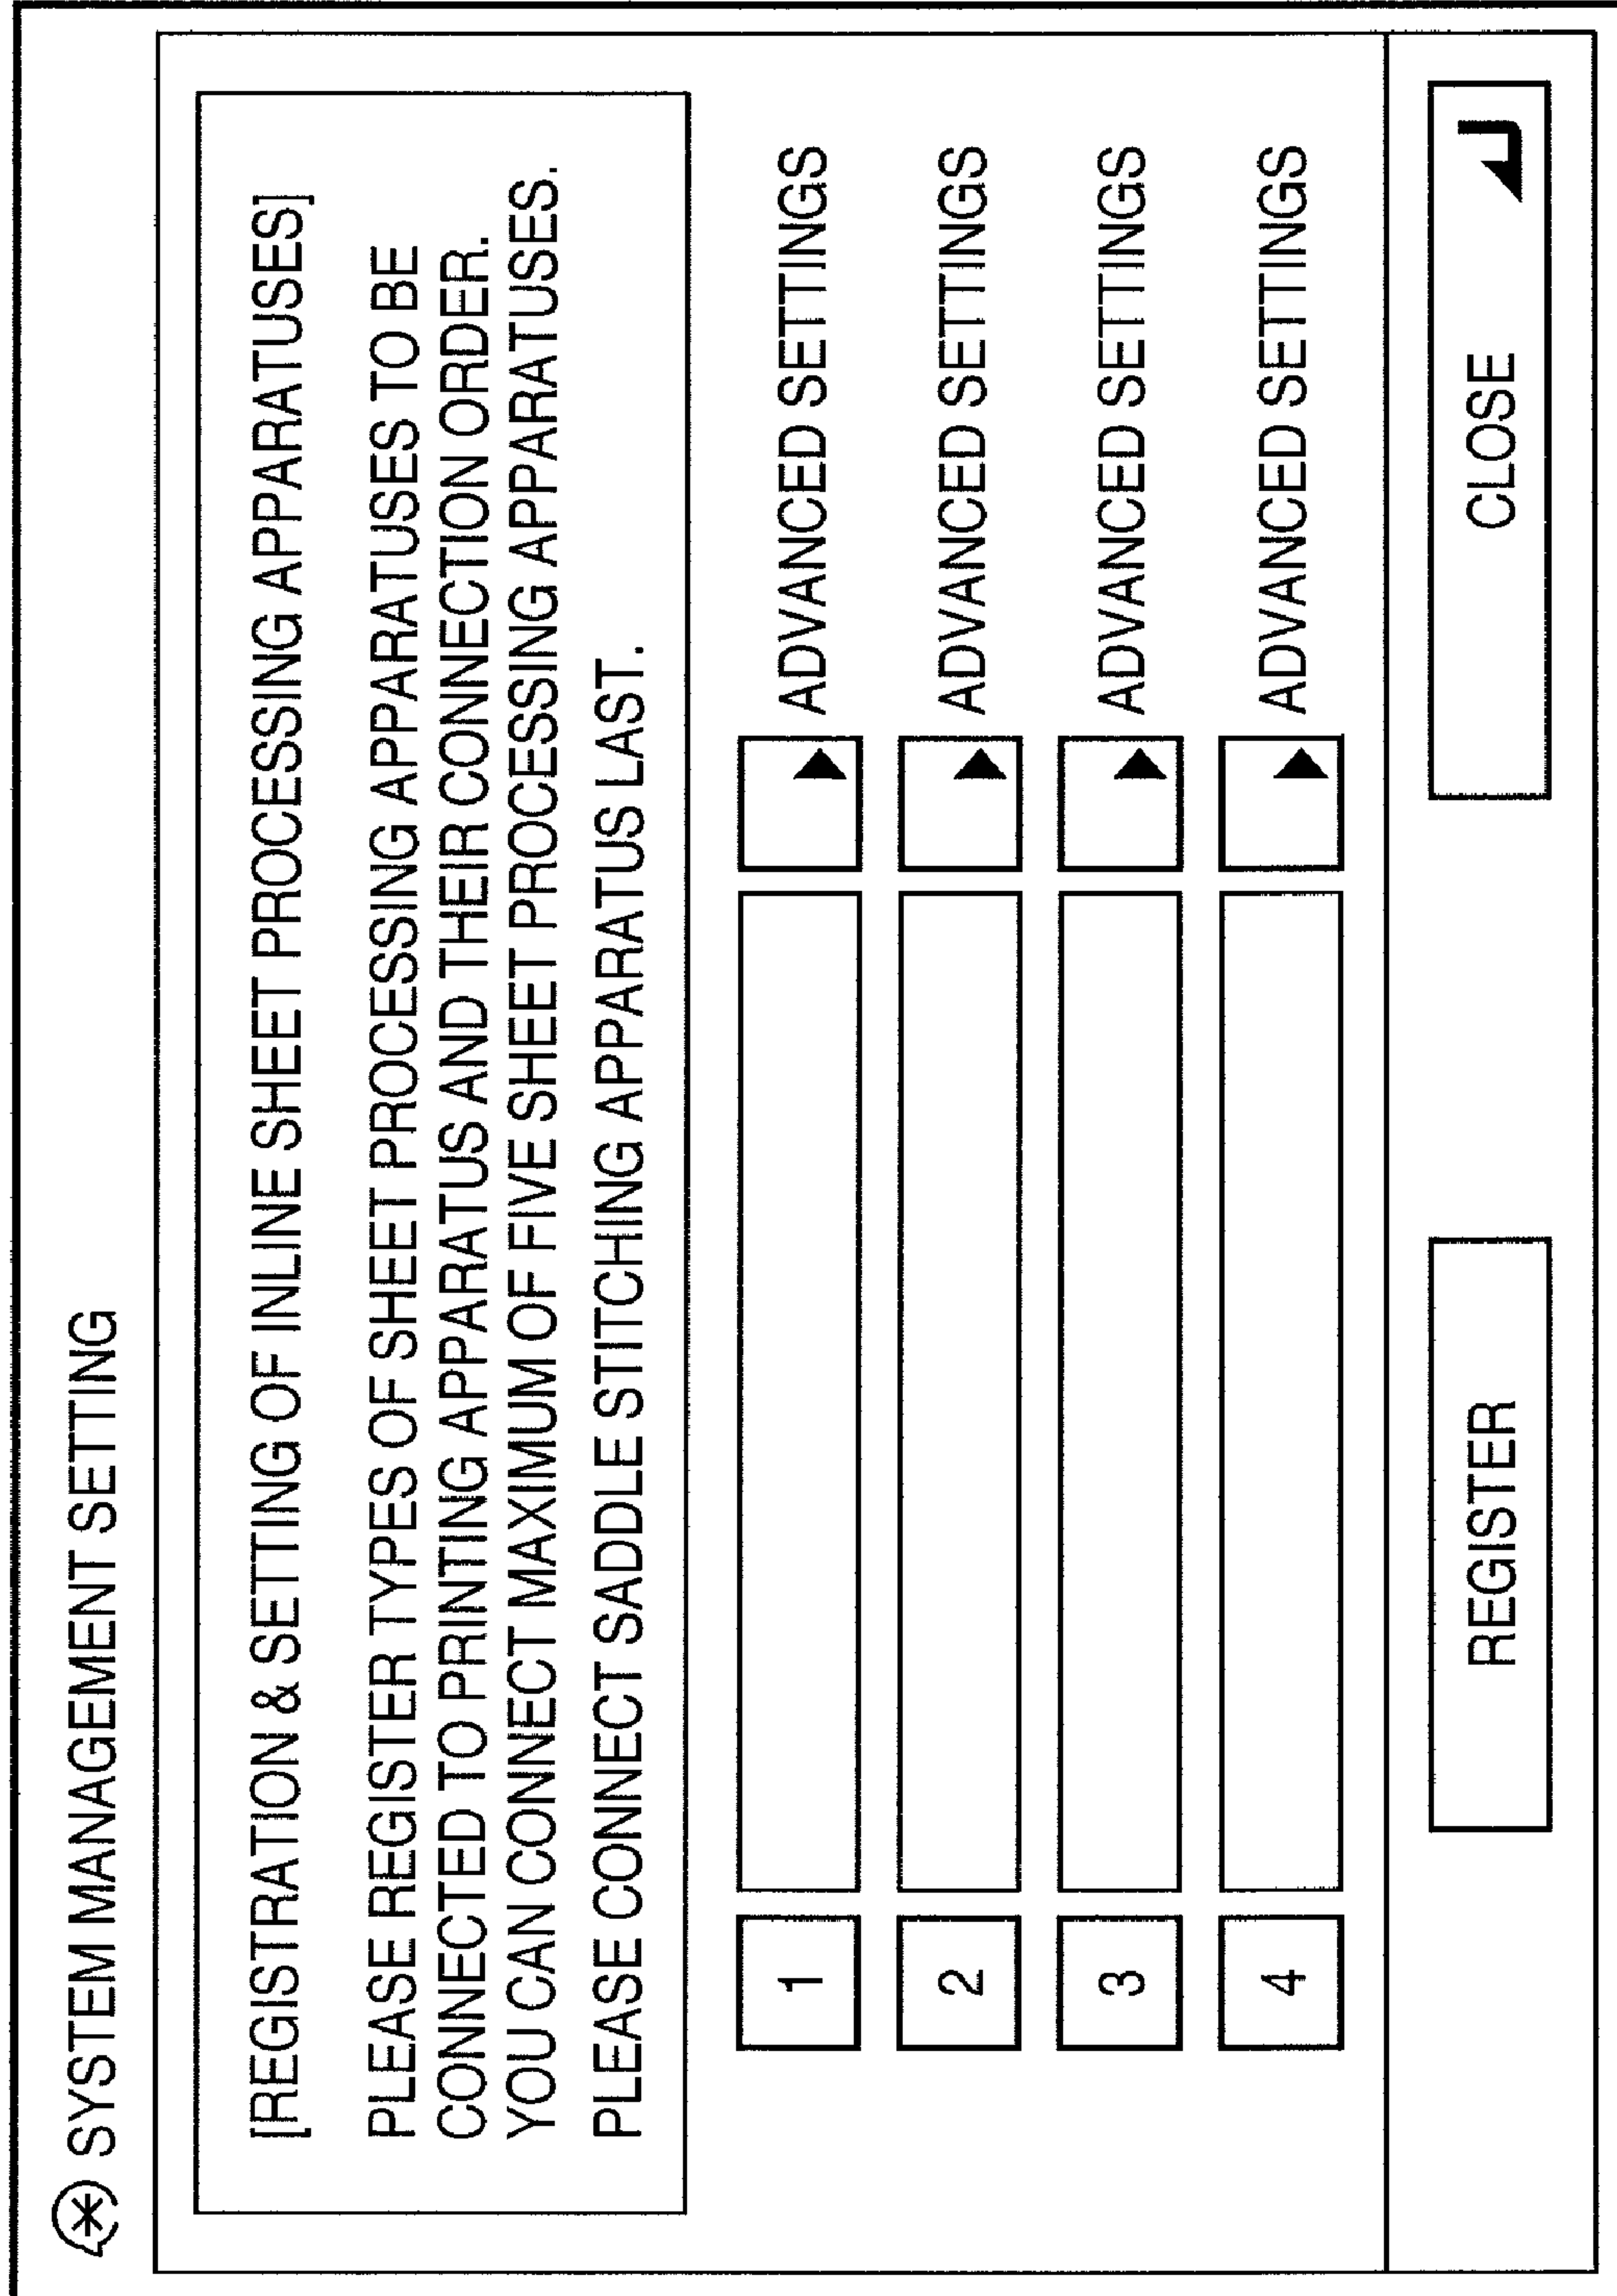 SYSTEM MANAGEMENT SETTING
[REGISTRATION & SETTING OF INLINE SHEET PROCESSING APPARATUSES]
PLEASE REGISTER TYPES OF SHEET PROCESSING APPARATUSES TO BE
CONNECTED TO PRINTING APPARATUS AND THEIR CONNECTION ORDER.
YOU CAN CONNECT MAXIMUM OF FIVE SHEET PROCESSING APPARATUSES.
PLEASE CONNECT SADDLE STITCHING APPARATUS LAST.
1 ADVANCED SETTINGS
2 ADVANCED SETTINGS
3 ADVANCED SETTINGS
4 ADVANCED SETTINGS
REGISTER CLOSE